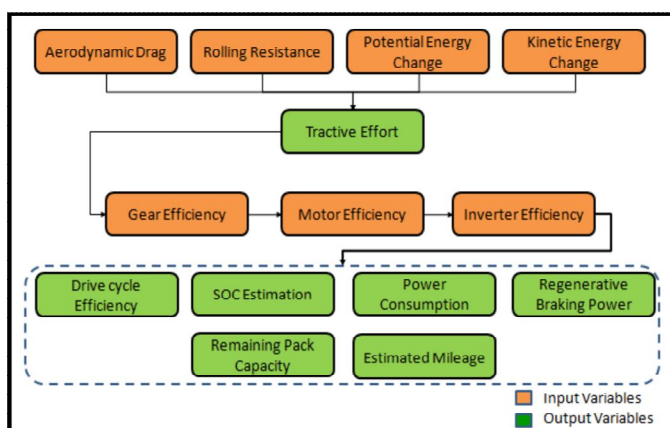 Aerodynamic Drag
Rolling Resistance
Potential Energy
Change
Kinetic Energy
Change
Tractive Effort
Gear Efficiency
Motor Efficiency
Inverter Efficiency
Drive cycle
Efficiency
SOC Estimation
Power
Consumption
Regenerative
Braking Power
Remaining Pack
Capacity
Estimated Mileage
Input Variables
Output Variables